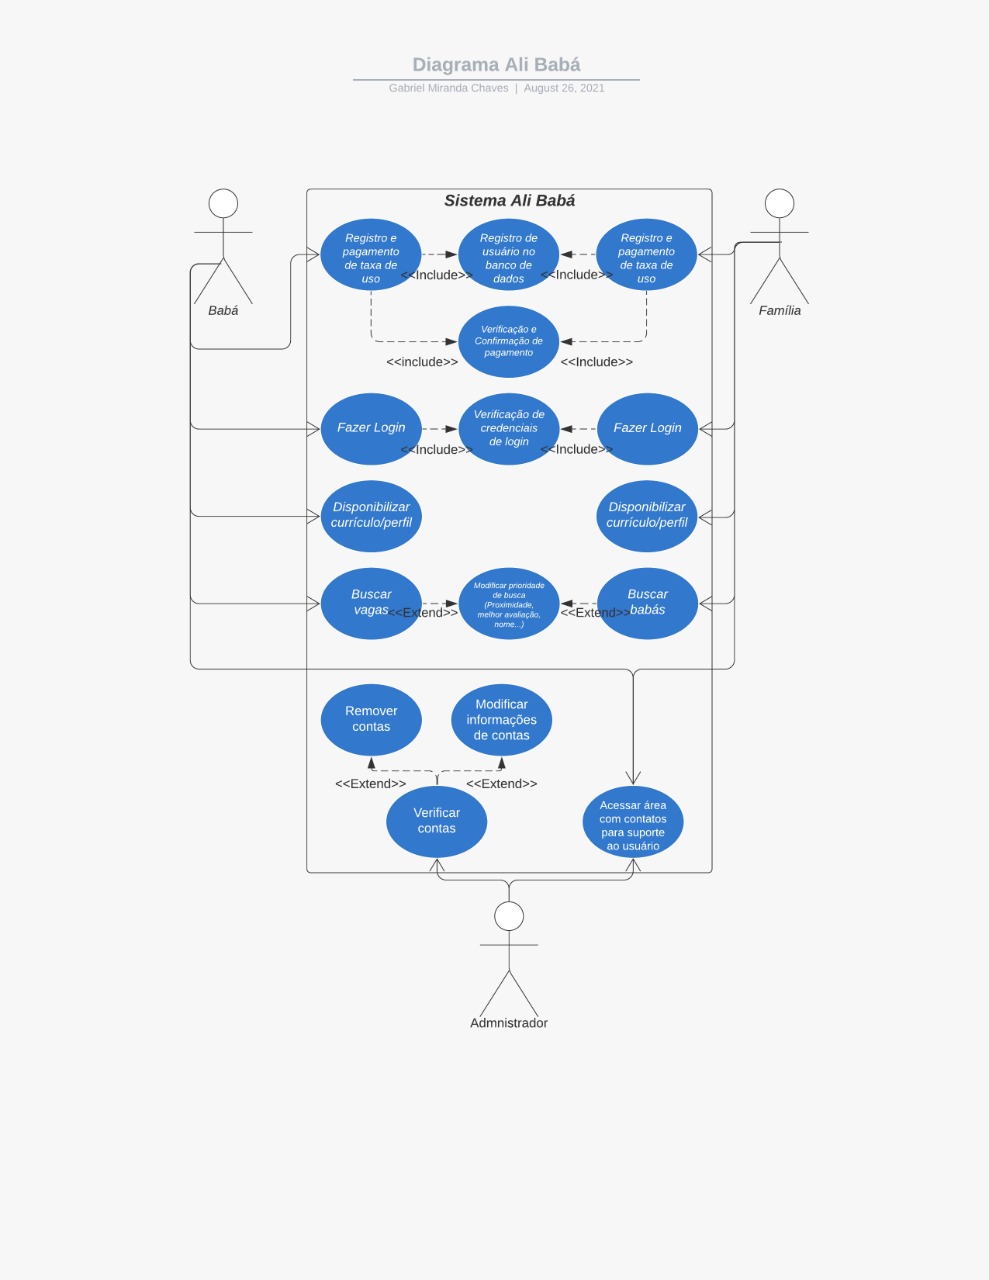 Diagrama Ali Babá
Gabriel Miranda Chaves | August 26, 2021
Sistema Ali Babá
Babá
Família
Registro e
pagamento
de taxa de
uso
<<Include>>
Registro de
usuário no
banco de
dados
<<Include>>
Registro e
pagamento
de taxa de
uso
Verificação e
Confirmação de
pagamento
<<include>>
<<Include>>
Fazer Login
<<Include>>
Verificação de
credenciais
de login
<<Include>>
Fazer Login
Disponibilizar
currículo/perfil
Disponibilizar
currículo/perfil
Buscar
vagas
<<Extend>>
Modificar prioridade
de busca
(Proximidade,
melhor avaliação,
nome...)
<<Extend>>
Buscar
babás
Remover
contas
Modificar
informações
de contas
<<Extend>>
<<Extend>>
Verificar
contas
Acessar área
com contatos
para suporte
ao usuário
Admnistrador